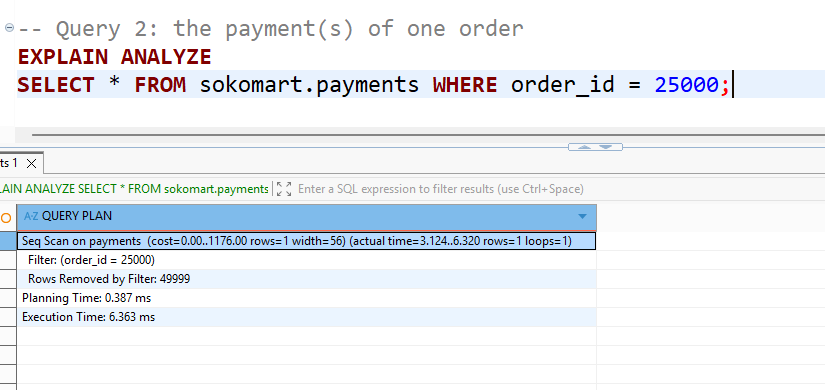 -- Query 2: the payment(s) of one order
EXPLAIN ANALYZE
SELECT * FROM sokomart.payments WHERE order_id = 25000;
ts 1
AIN ANALYZE SELECT * FROM sokomart.payments Enter a SQL expression to filter results (use Ctrl+Space)
A-Z QUERY PLAN
Seq Scan on payments (cost=0.00..1176.00 rows=1 width=56) (actual time=3.124..6.320 rows=1 loops=1)
Filter: (order_id = 25000)
Rows Removed by Filter: 49999
Planning Time: 0.387 ms
Execution Time: 6.363 ms